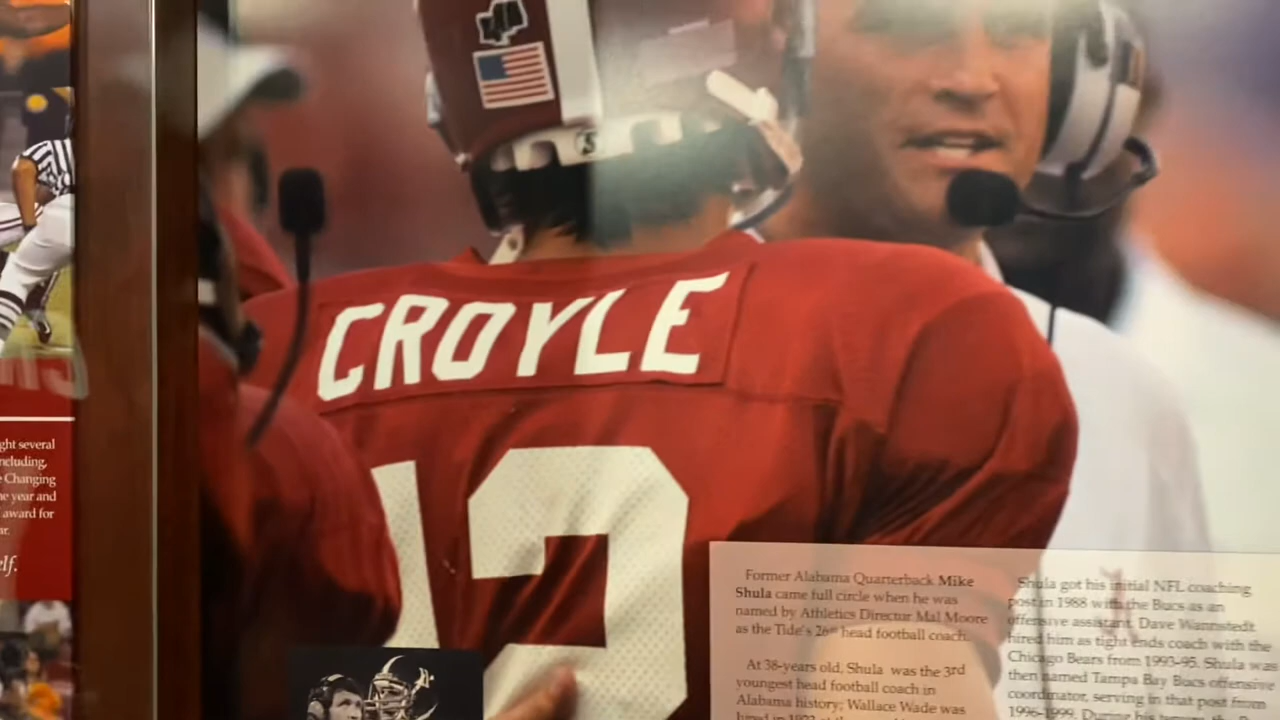 CROYLE
12
ght several
ncluding,
Changing
e year and
award for
ar.
elf.
Former Alabama Quarterback Mike
Shula came full circle when he was
named by Athletics Director Mal Moore
as the Tide's 26th head football coach.
At 38-years old, Shula was the 3rd
youngest head football coach in
Alabama history; Wallace Wade was
Shula got his initial NFL coaching
post in 1988 with the Bucs as an
offensive assistant. Dave Wannstedt
hired him as tight ends coach with the
Chicago Bears from 1993-95. Shula was
then named Tampa Bay Bucs offensive
coordinator, serving in that post from
1996-1999.